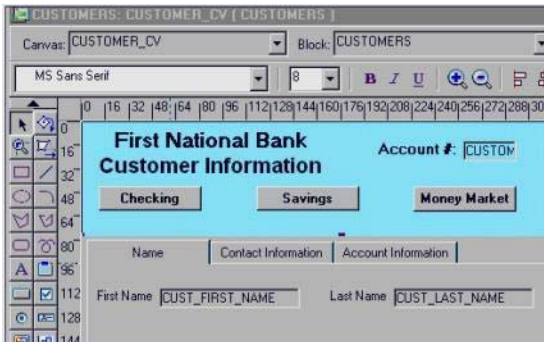 CUSTOMERS: CUSTOMER_CV ( CUSTOMERS )
Canvas: CUSTOMER_CV Block: CUSTOMERS
MS Sans Serif 8 B I U
0 16 32 48 64 80 96 112 128 144 160 176 192 208 224 240 256 272 288 30
0
16
32
48
64
80
96
112
128
144
First National Bank
Customer Information
Account #: CUSTOM
Checking Savings Money Market
Name Contact Information Account Information
First Name CUST_FIRST_NAME Last Name CUST_LAST_NAME